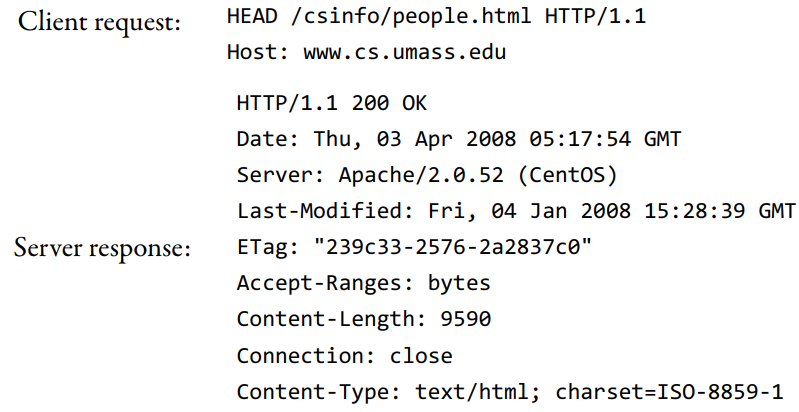 Client request:
HEAD /csinfo/people.html HTTP/1.1
Host: www.cs.umass.edu
HTTP/1.1 200 OK
Date: Thu, 03 Apr 2008 05:17:54 GMT
Server: Apache/2.0.52 (CentOS)
Last-Modified: Fri, 04 Jan 2008 15:28:39 GMT
Server response:
ETag: "239c33-2576-2a2837c0"
Accept-Ranges: bytes
Content-Length: 9590
Connection: close
Content-Type: text/html; charset=ISO-8859-1